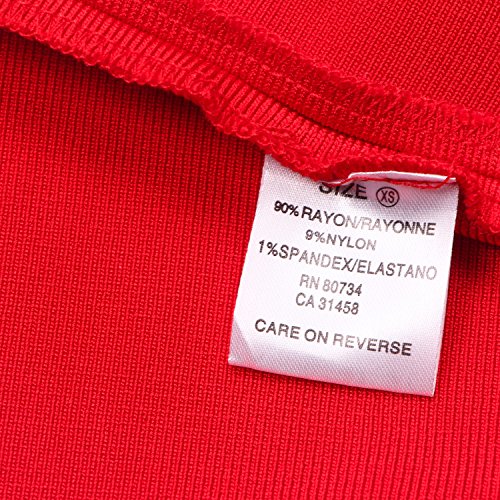 SIZE XS
90% RAYON/RAYONNE
9%NYLON
1%SPANDEX/ELASTANO
RN 80734
CA 31458
CARE ON REVERSE